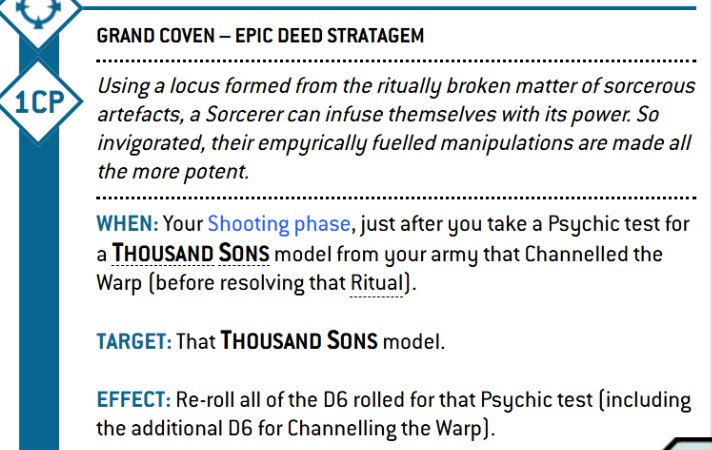 GRAND COVEN – EPIC DEED STRATAGEM
1CP
Using a locus formed from the ritually broken matter of sorcerous
artefacts, a Sorcerer can infuse themselves with its power. So
invigorated, their empyrically fuelled manipulations are made all
the more potent.
WHEN: Your Shooting phase, just after you take a Psychic test for
a THOUSAND SONS model from your army that Channelled the
Warp (before resolving that Ritual).
TARGET: That THOUSAND SONS model.
EFFECT: Re-roll all of the D6 rolled for that Psychic test (including
the additional D6 for Channelling the Warp).